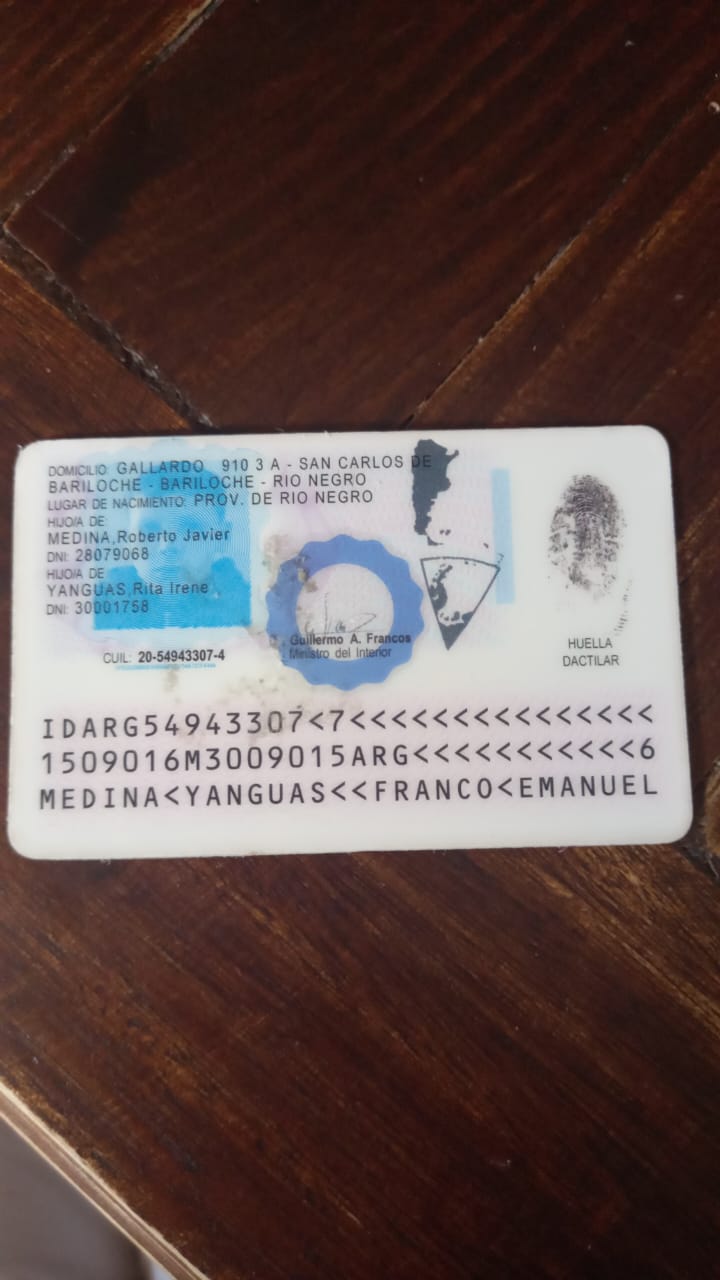 DOMICILIO: GALLARDO 910 3 A - SAN CARLOS DE
BARILOCHE - BARILOCHE - RIO NEGRO
LUGAR DE NACIMIENTO: PROV. DE RIO NEGRO
HIJO/A DE
MEDINA,Roberto Javier
DNI: 28079068
HIJO/A DE
YANGUAS,Rita Irene
DNI: 30001758
CUIL: 20-54943307-4
Guillermo A. Francos
Ministro del Interior
HUELLA
DACTILAR
IDARG54943307<7<<<<<<<<<<<<<<<
1509016M3009015ARG<<<<<<<<<<<6
MEDINA<YANGUAS<<FRANCO<EMANUEL